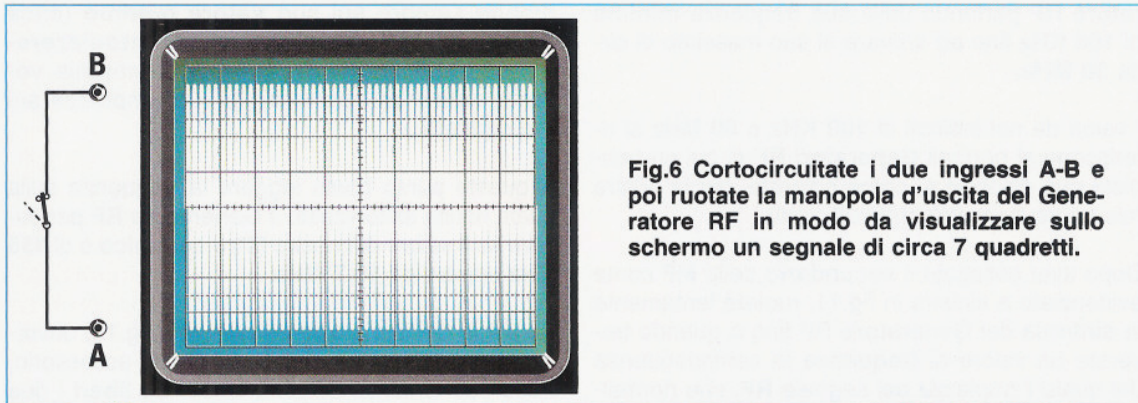 B
A
Fig.6 Cortocircuitate i due ingressi A-B e
poi ruotate la manopola d'uscita del Gene-
ratore RF in modo da visualizzare sullo
schermo un segnale di circa 7 quadretti.